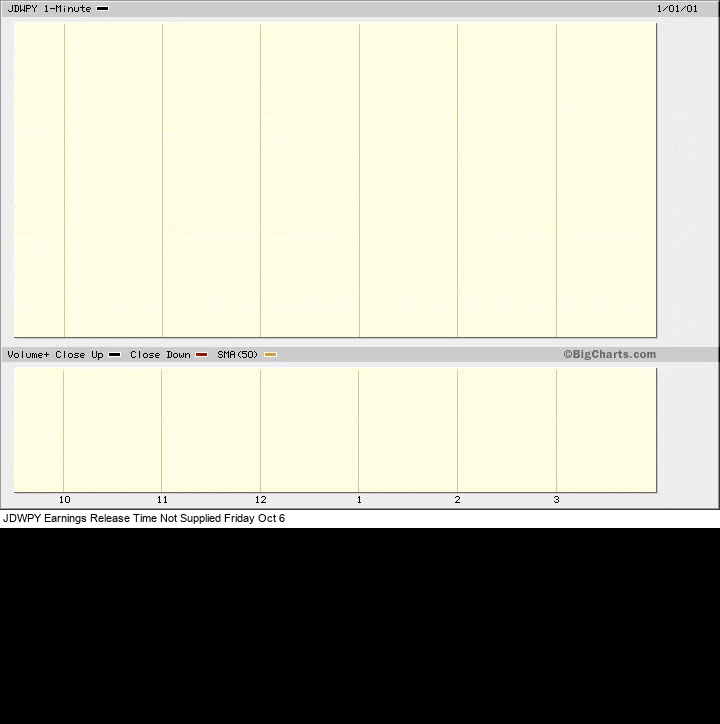 JDWPY 1-Minute 1/01/01
Volume+ Close Up Close Down SMA(50) ©BigCharts.com
10 11 12 1 2 3
JDWPY Earnings Release Time Not Supplied Friday Oct 6